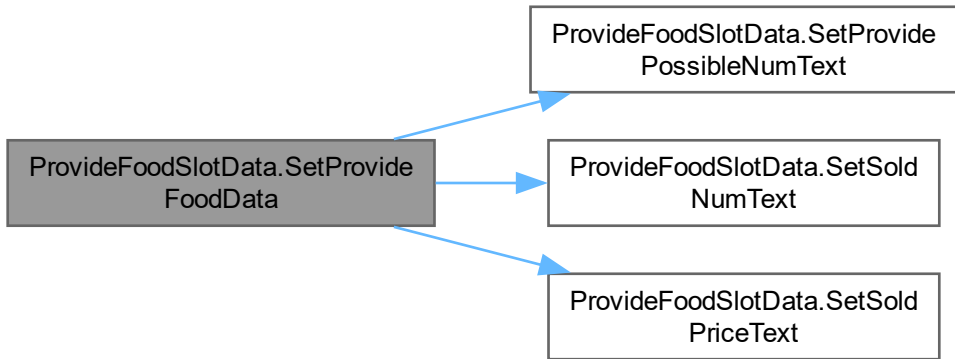 ProvideFoodSlotData.SetProvide
PossibleNumText
ProvideFoodSlotData.SetProvide
FoodData
ProvideFoodSlotData.SetSold
NumText
ProvideFoodSlotData.SetSold
PriceText